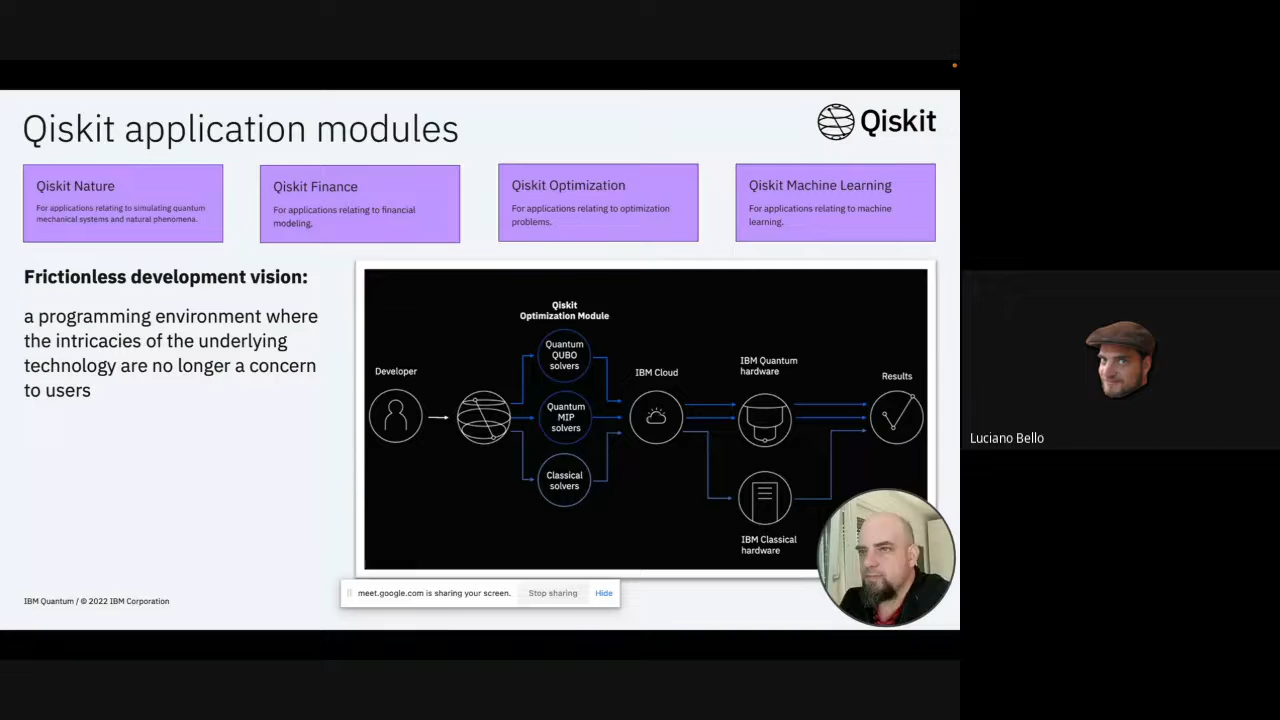 Qiskit application modules
Qiskit
Qiskit Nature
For applications relating to simulating quantum
mechanical systems and natural phenomena.
Qiskit Finance
For applications relating to financial
modeling.
Qiskit Optimization
For applications relating to optimization
problems.
Qiskit Machine Learning
For applications relating to machine
learning.
Frictionless development vision:
a programming environment where
the intricacies of the underlying
technology are no longer a concern
to users
Qiskit
Optimization Module
Developer
Quantum
QUBO
solvers
Quantum
MIP
solvers
Classical
solvers
IBM Cloud
IBM Quantum
hardware
IBM Classical
hardware
Results
meet.google.com is sharing your screen.
Stop sharing
Hide
IBM Quantum / © 2022 IBM Corporation
Luciano Bello